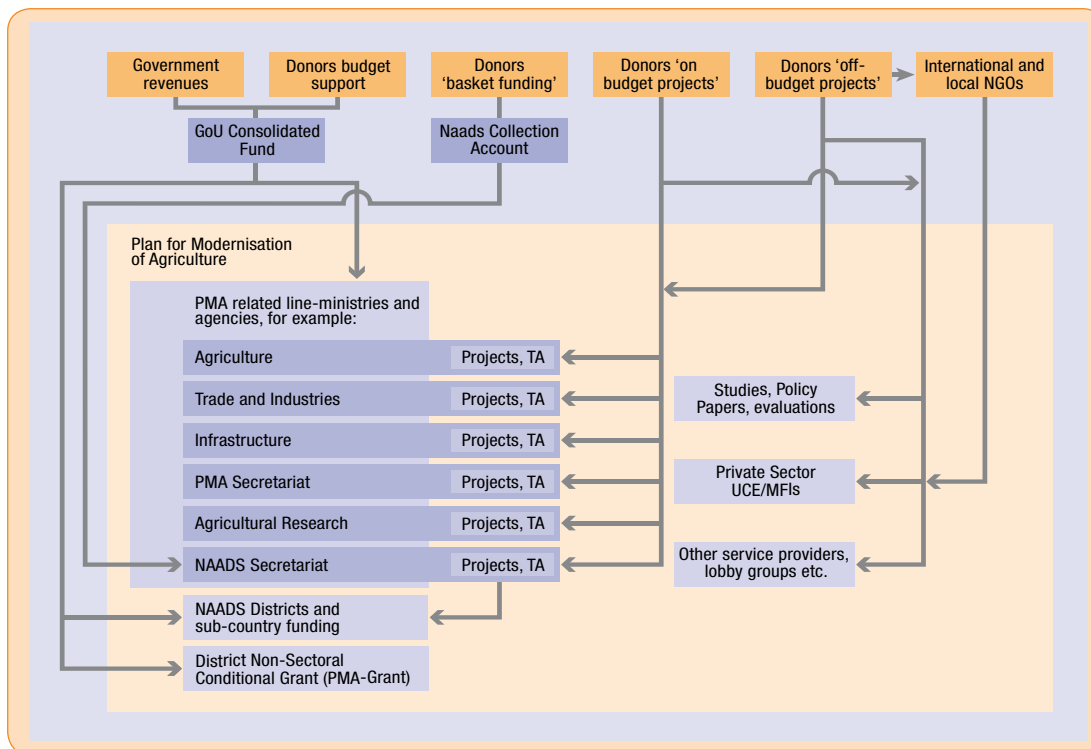 Government
revenues
Donors budget
support
Donors
‘basket funding’
Donors ‘on
budget projects’
Donors ‘off-
budget projects’
International and
local NGOs
GoU Consolidated
Fund
Naads Collection
Account
Plan for Modernisation
of Agriculture
PMA related line-ministries and
agencies, for example:
Agriculture
Projects, TA
Trade and Industries
Projects, TA
Infrastructure
Projects, TA
PMA Secretariat
Projects, TA
Agricultural Research
Projects, TA
NAADS Secretariat
Projects, TA
NAADS Districts and
sub-country funding
District Non-Sectoral
Conditional Grant (PMA-Grant)
Studies, Policy
Papers, evaluations
Private Sector
UCE/MFIs
Other service providers,
lobby groups etc.